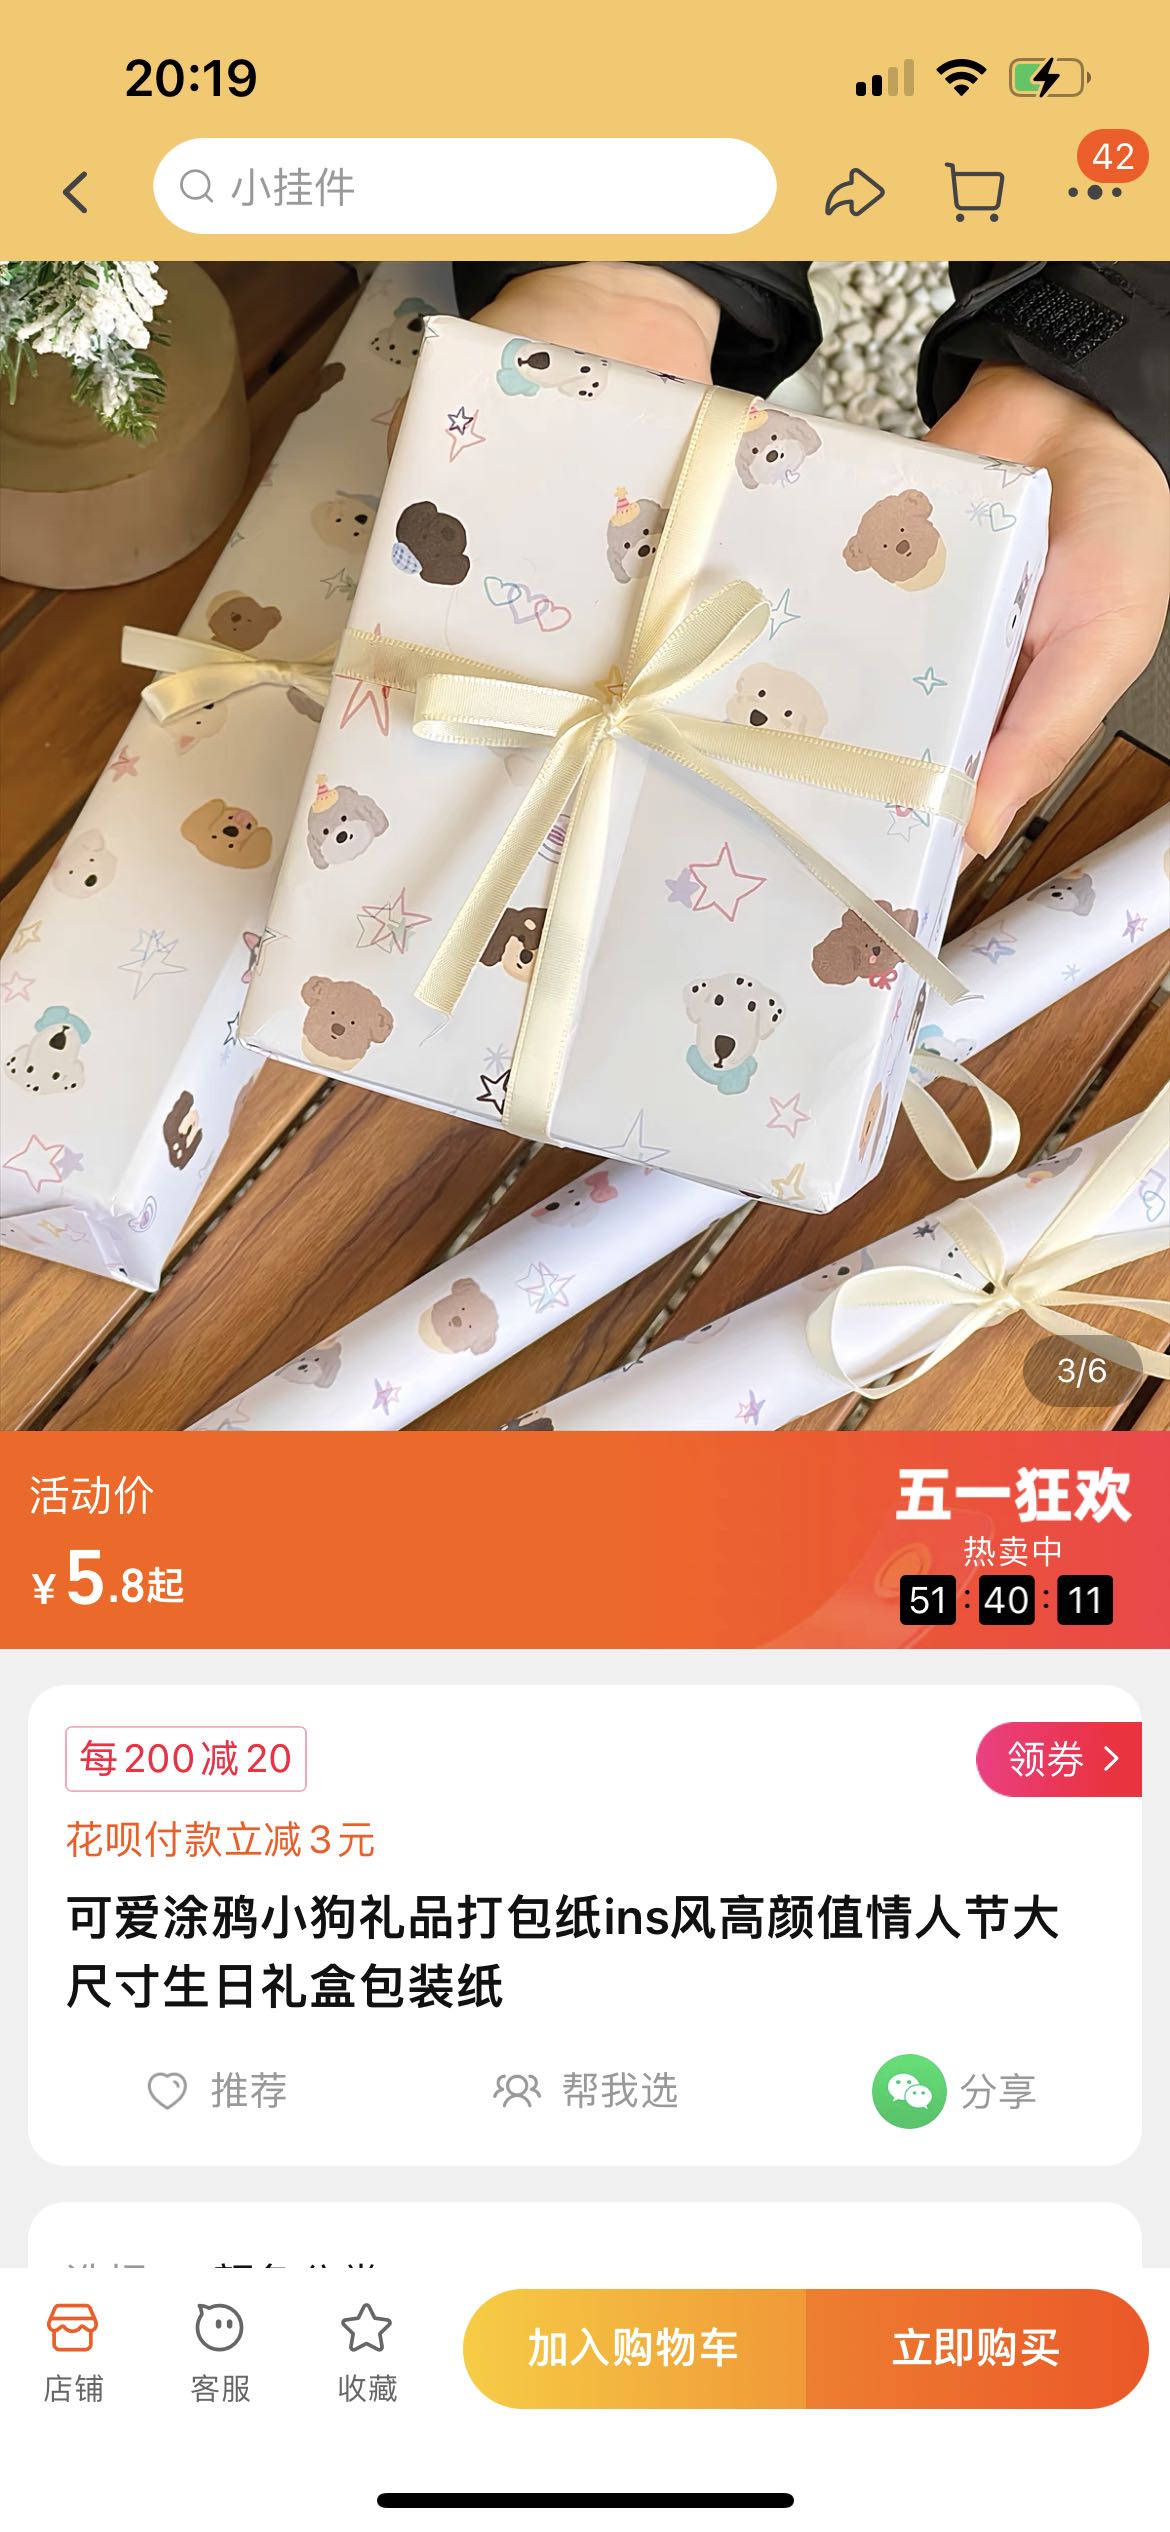 20:19
小挂件
42
3/6
活动价
五一狂欢
热卖中
¥5.8起
51:40:11
每200减20
领券
花呗付款立减3元
可爱涂鸦小狗礼品打包纸ins风高颜值情人节大
尺寸生日礼盒包装纸
推荐
帮我选
分享
店铺
客服
收藏
加入购物车
立即购买